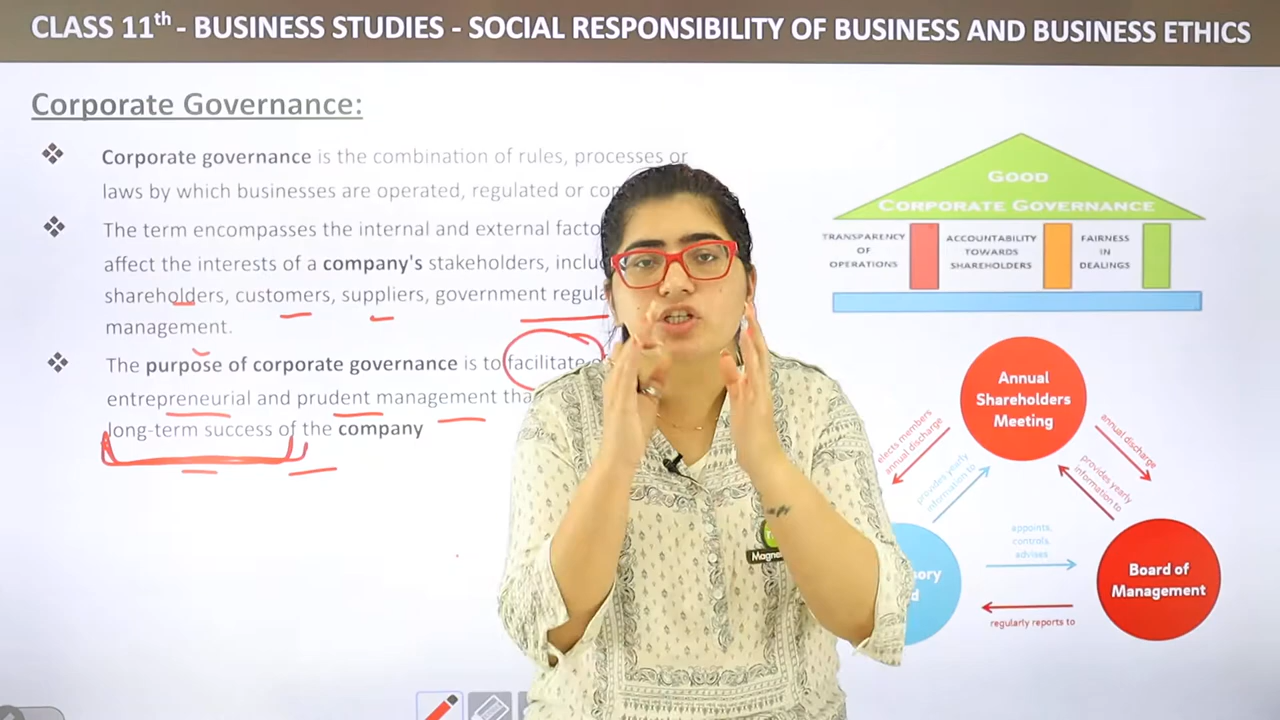 CLASS 11th - BUSINESS STUDIES - SOCIAL RESPONSIBILITY OF BUSINESS AND BUSINESS ETHICS
Corporate Governance:
❖ Corporate governance is the combination of rules, processes or
laws by which businesses are operated, regulated or
❖ The term encompasses the internal and external
affect the interests of a company's stakeholders,
shareholders, customers, suppliers, government
management.
❖ The purpose of corporate governance is to facilitate
entrepreneurial and prudent management
long-term success of the company
GOOD
CORPORATE GOVERNANCE
TRANSPARENCY
OF
OPERATIONS
ACCOUNTABILITY
TOWARDS
SHAREHOLDERS
FAIRNESS
IN
DEALINGS
Annual
Shareholders
Meeting
elects members
annual discharge
provides yearly
information to
annual discharge
provides yearly
information to
appoints,
controls,
advises
regularly reports to
Board of
Management